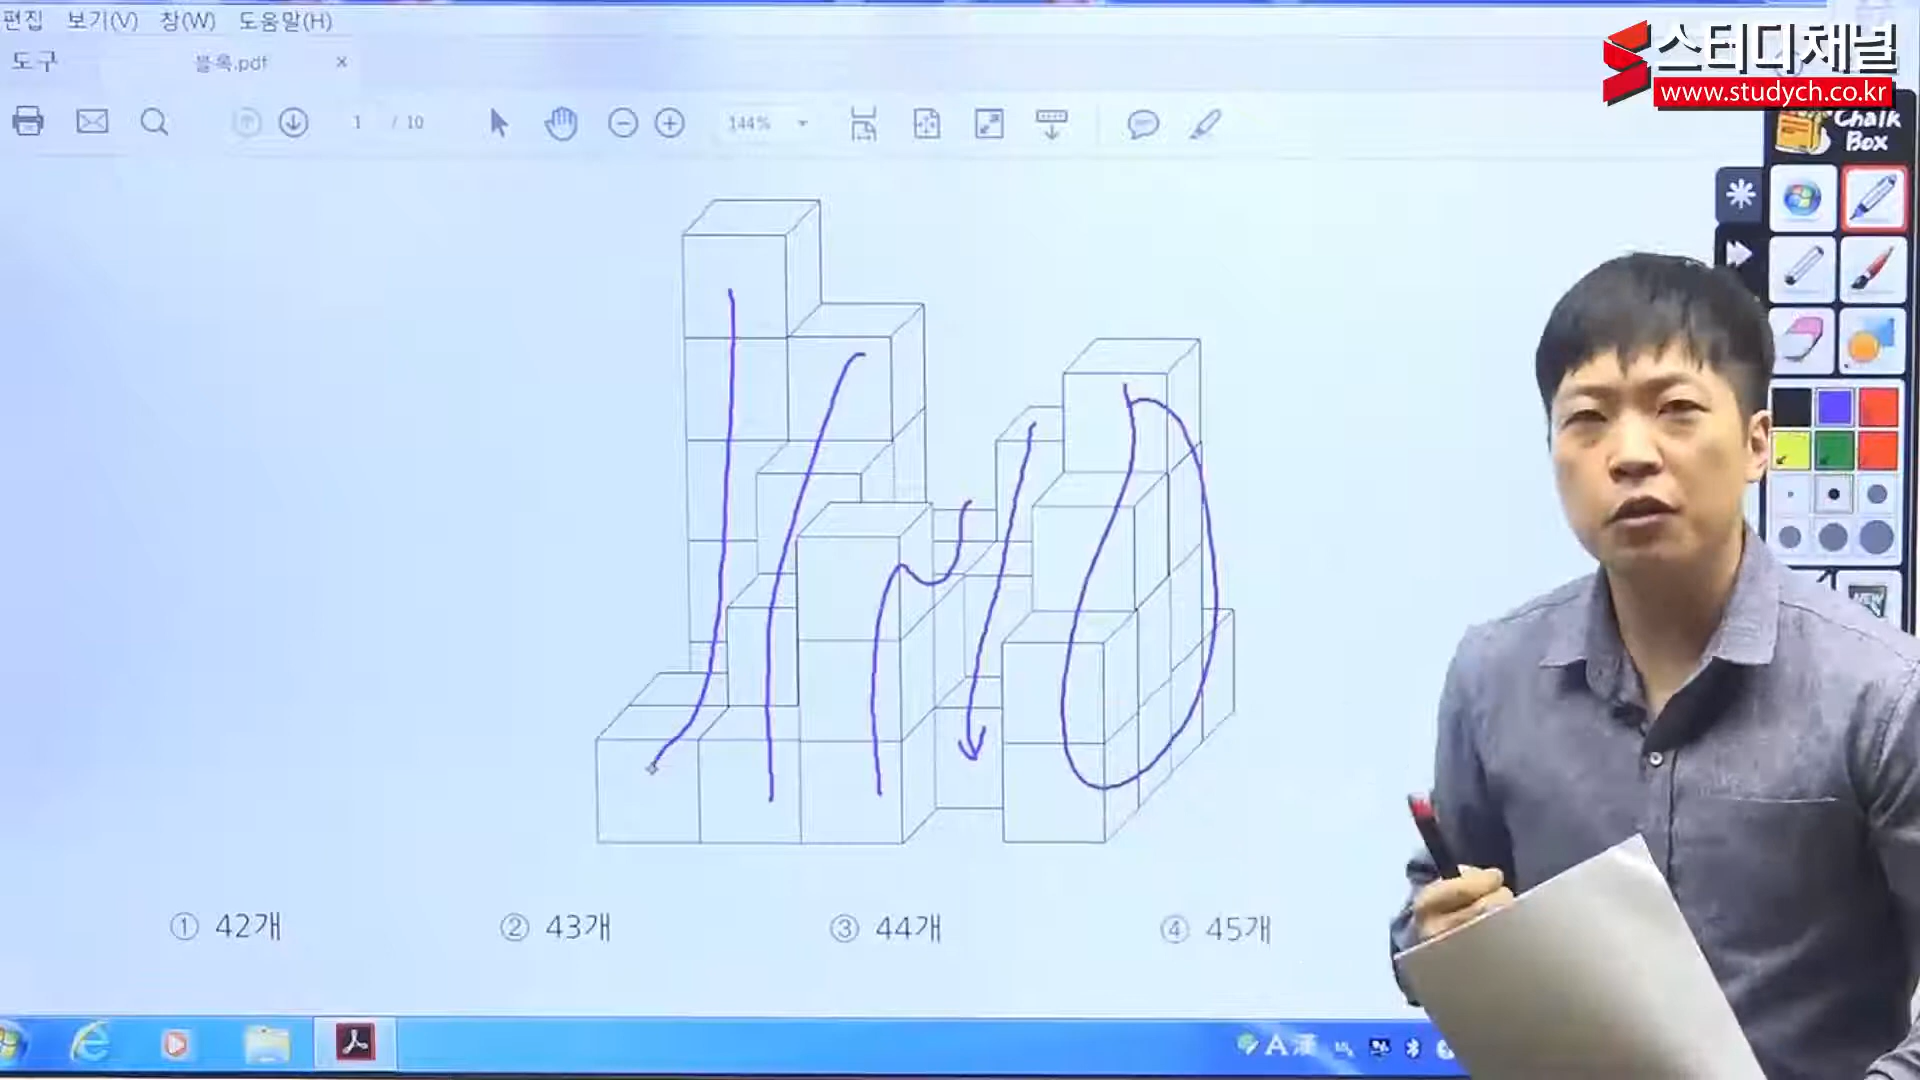 편집 보기(V) 창(W) 도움말(H)
도구 블록.pdf ×
1 / 10 144%
스터디채널
www.studych.co.kr
Chalk
Box
NEW
① 42개 ② 43개 ③ 44개 ④ 45개
A 漢